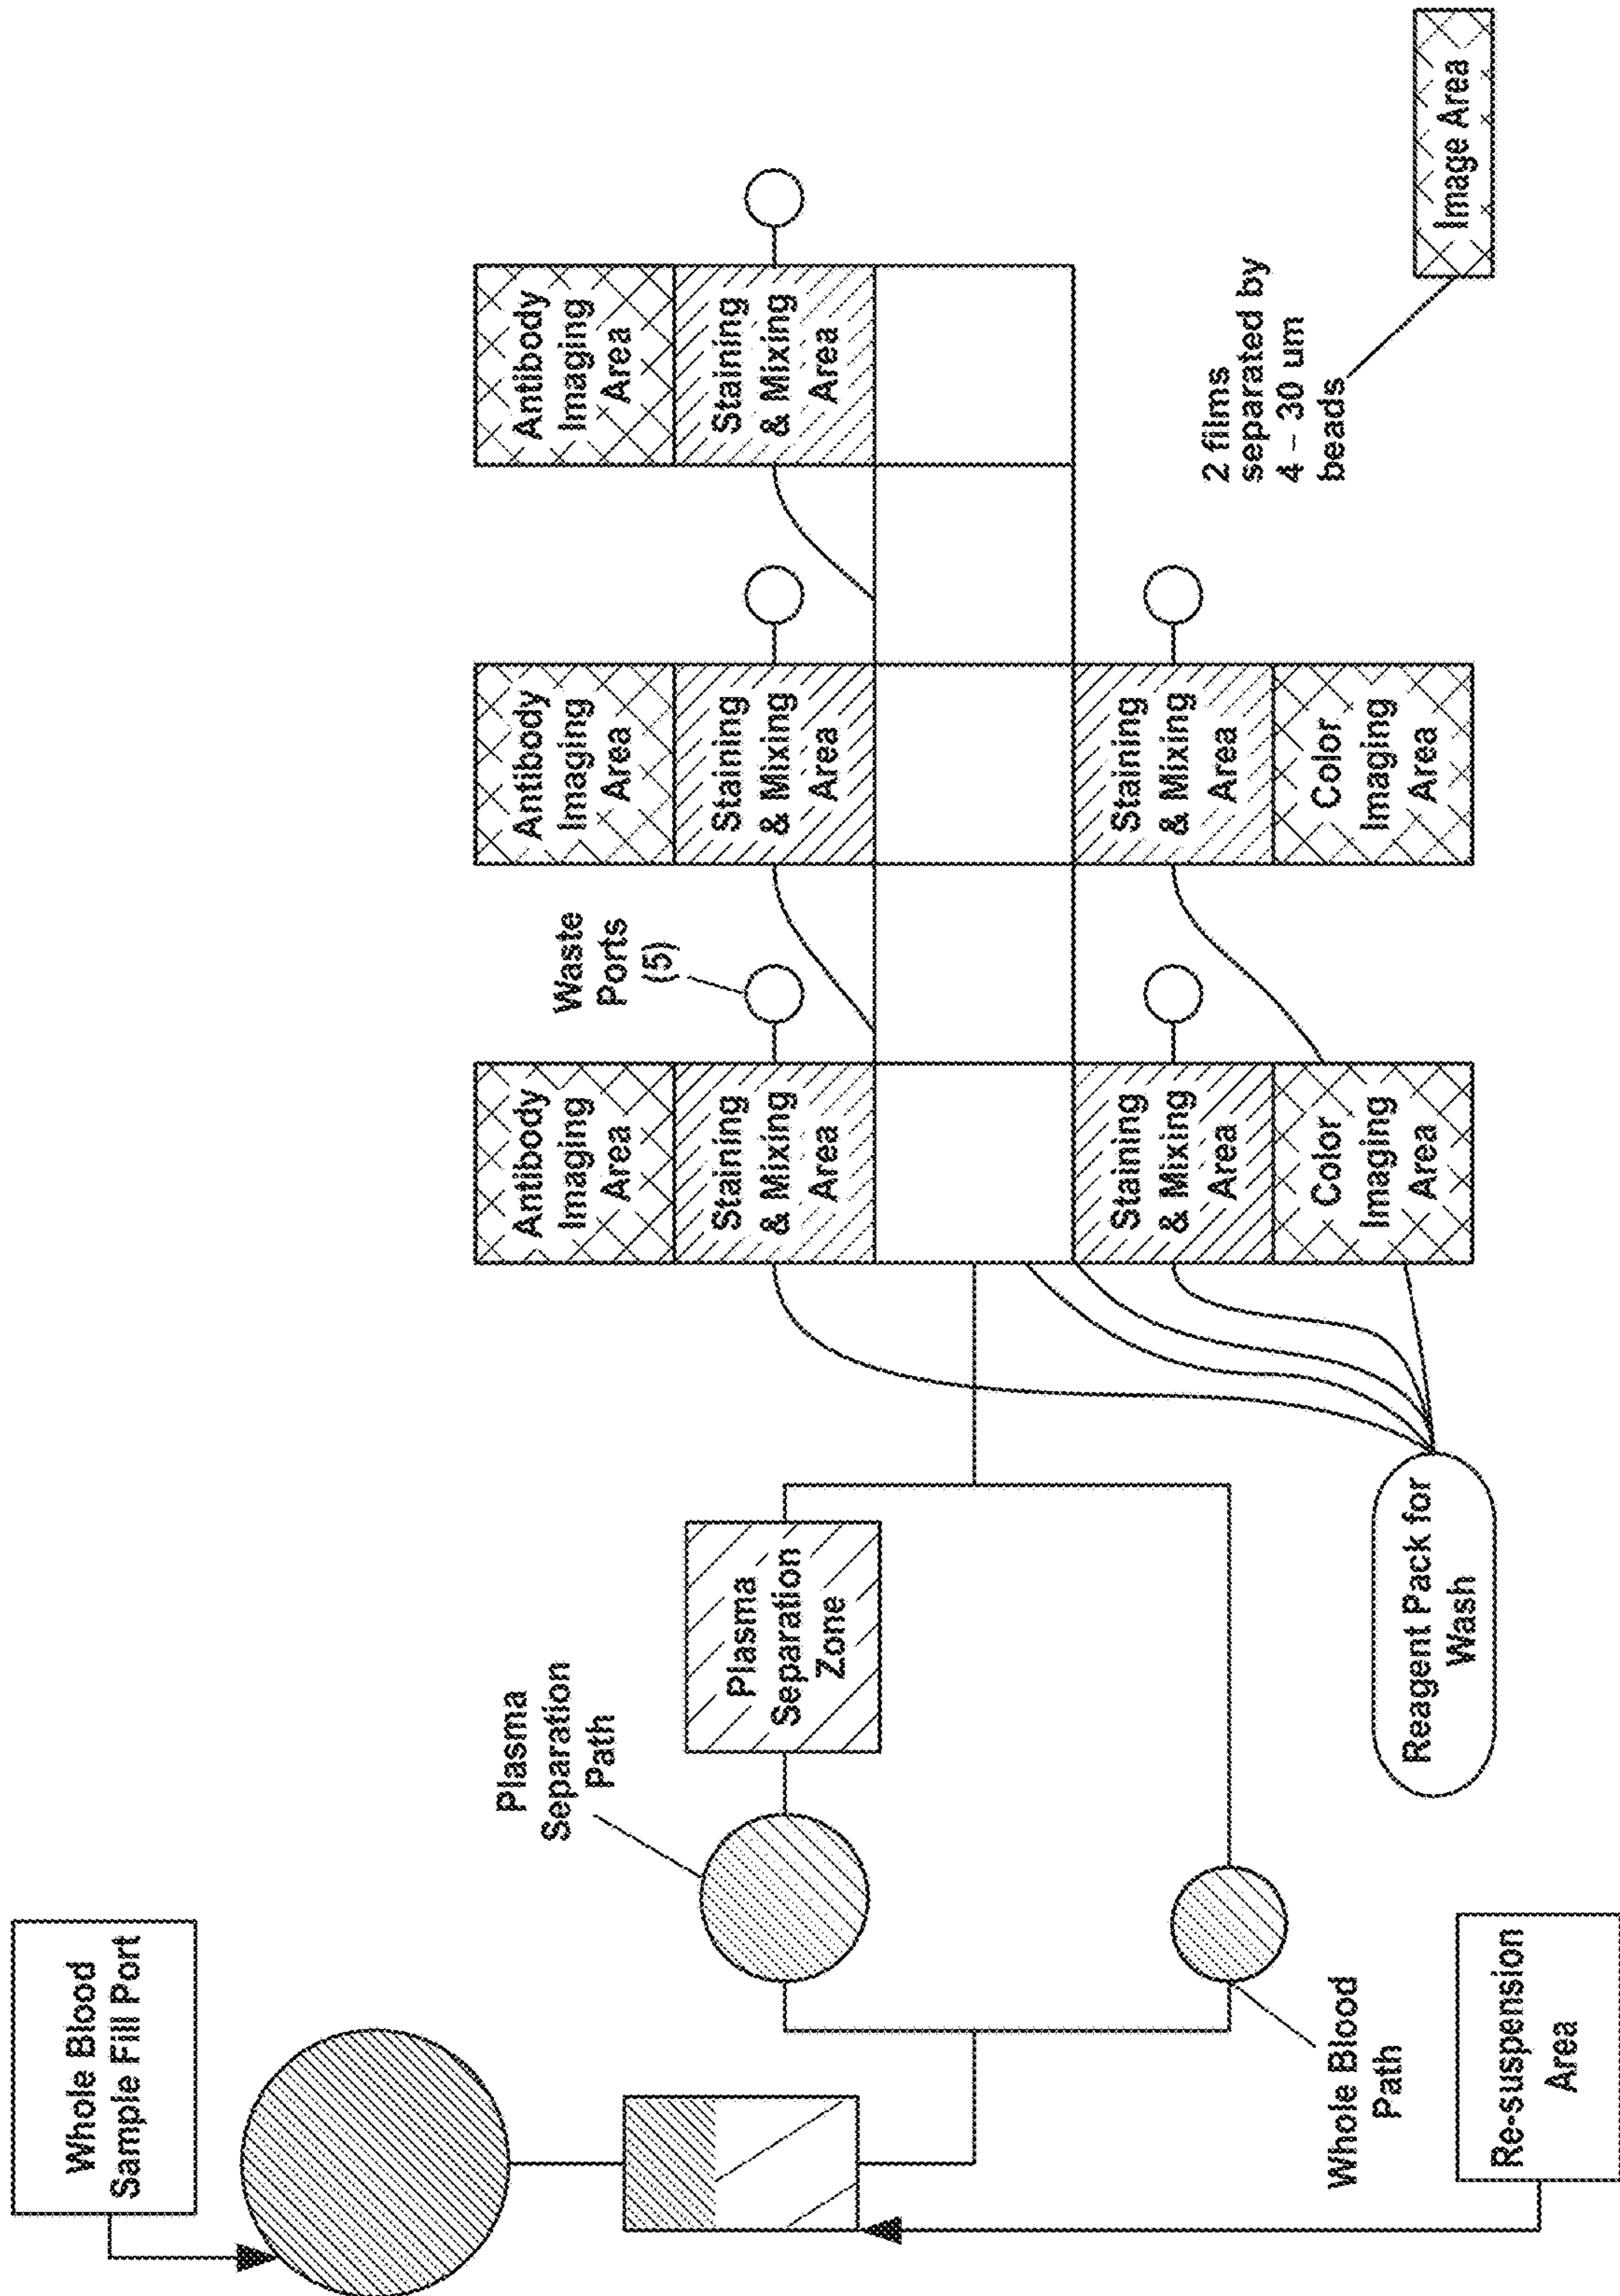 Whole Blood
Sample Fill Port
Plasma
Separation
Path
Plasma
Separation
Zone
Whole Blood
Path
Re-suspension
Area
Reagent Pack for
Wash
Waste
Ports
(5)
Antibody
Imaging
Area
Staining
& Mixing
Area
Staining
& Mixing
Area
Color
Imaging
Area
Antibody
Imaging
Area
Staining
& Mixing
Area
Staining
& Mixing
Area
Color
Imaging
Area
Antibody
Imaging
Area
Staining
& Mixing
Area
2 films
separated by
4 – 30 um
beads
Image Area